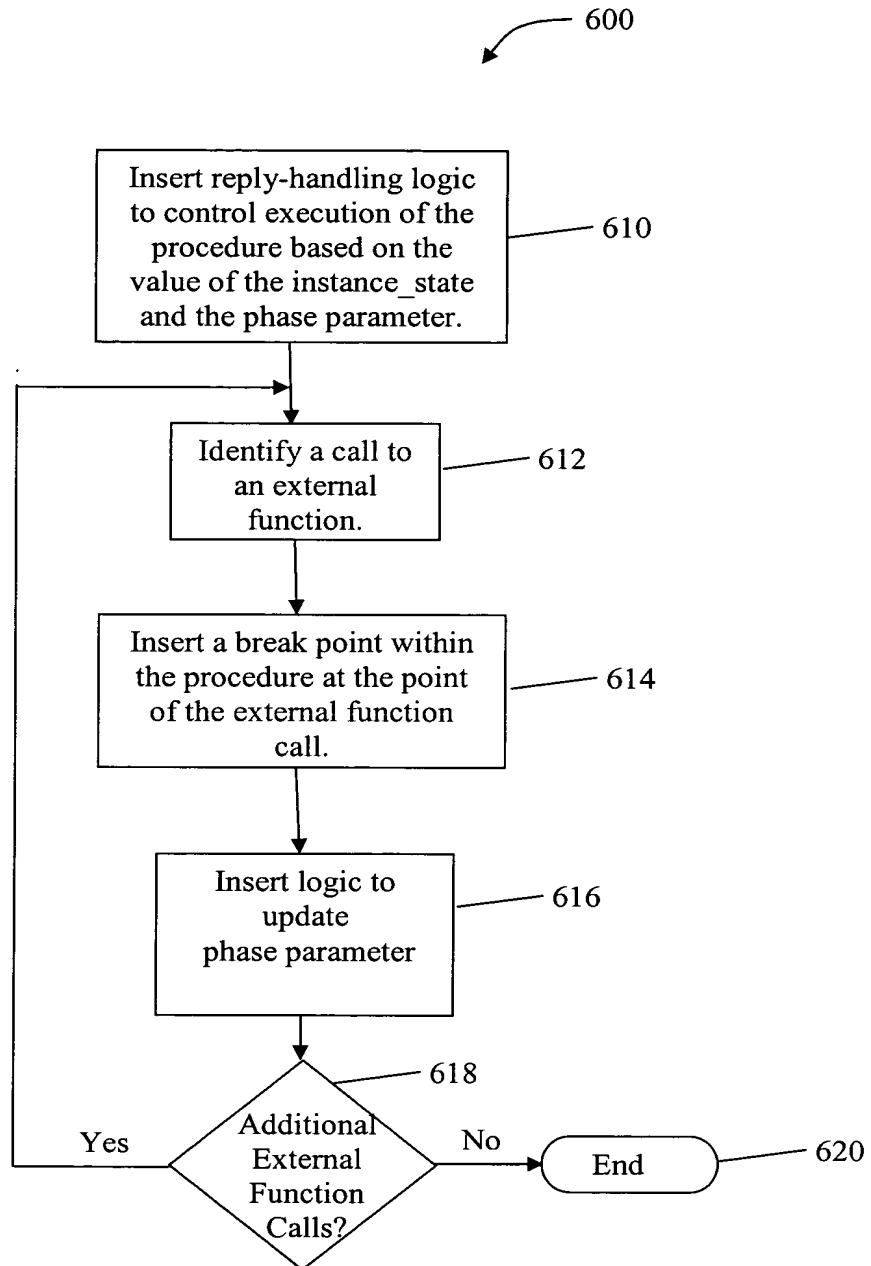 600
Insert reply-handling logic
to control execution of the
procedure based on the
value of the instance_state
and the phase parameter.
610
Identify a call to
an external
function.
612
Insert a break point within
the procedure at the point
of the external function
call.
614
Insert logic to
update
phase parameter
616
618
Additional
External
Function
Calls?
Yes
No
End
620